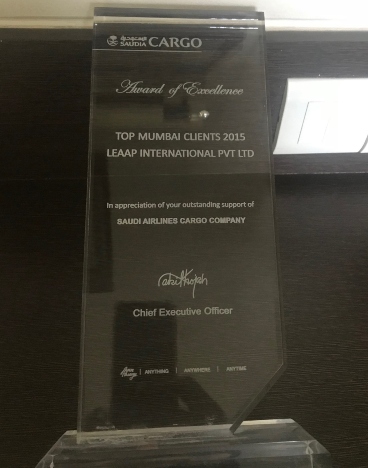 السعودية
SAUDIA CARGO
Award of Excellence
TOP MUMBAI CLIENTS 2015
LEAAP INTERNATIONAL PVT LTD
In appreciation of your outstanding support of
SAUDI AIRLINES CARGO COMPANY
Chief Executive Officer
ANYTHING | ANYWHERE | ANYTIME